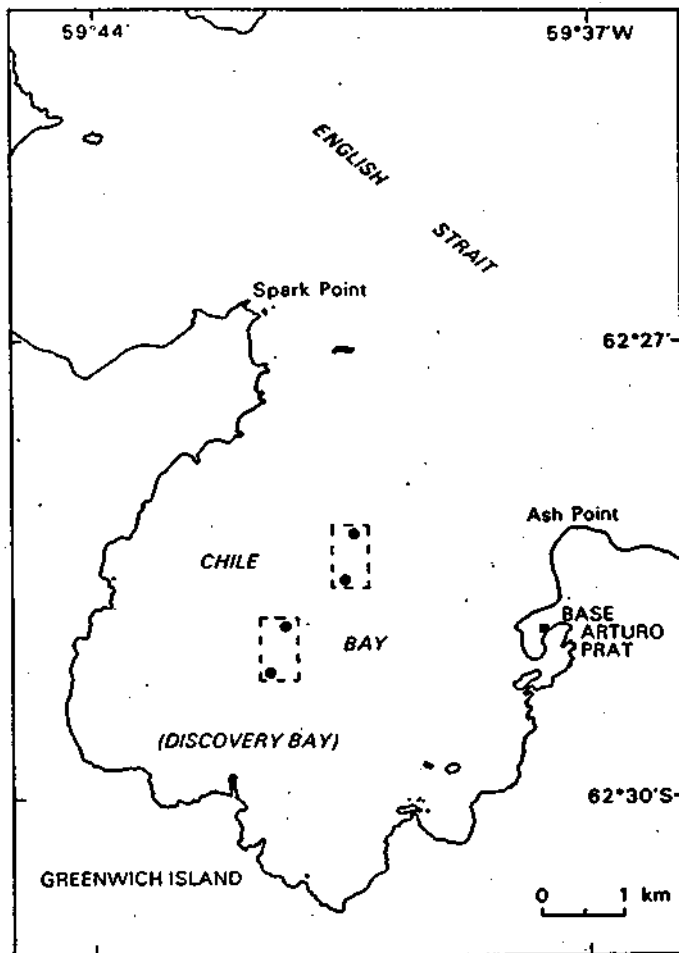 59°44'
59°37'W
ENGLISH
STRAIT
Spark Point
62°27'
Ash Point
CHILE
BASE
ARTURO
PRAT
BAY
(DISCOVERY BAY)
62°30'S
GREENWICH ISLAND
0 1 km